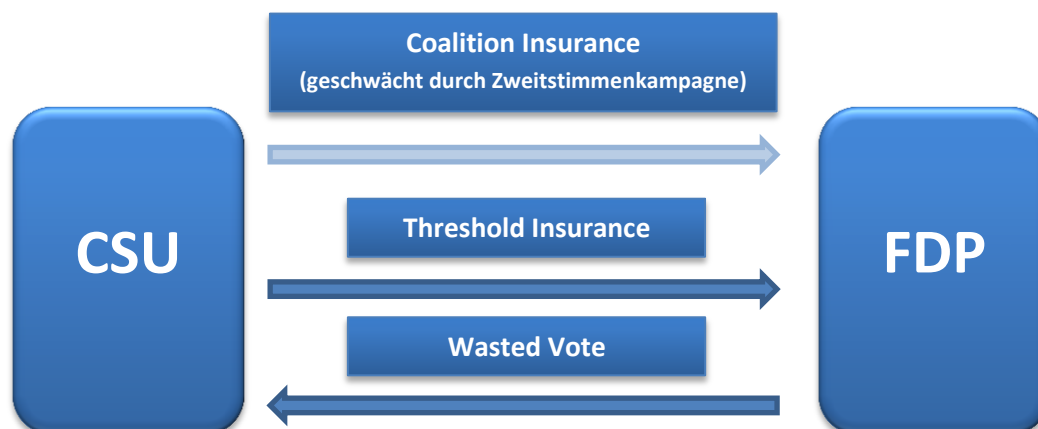 Coalition Insurance
(geschwächt durch Zweitstimmenkampagne)
CSU
Threshold Insurance
FDP
Wasted Vote